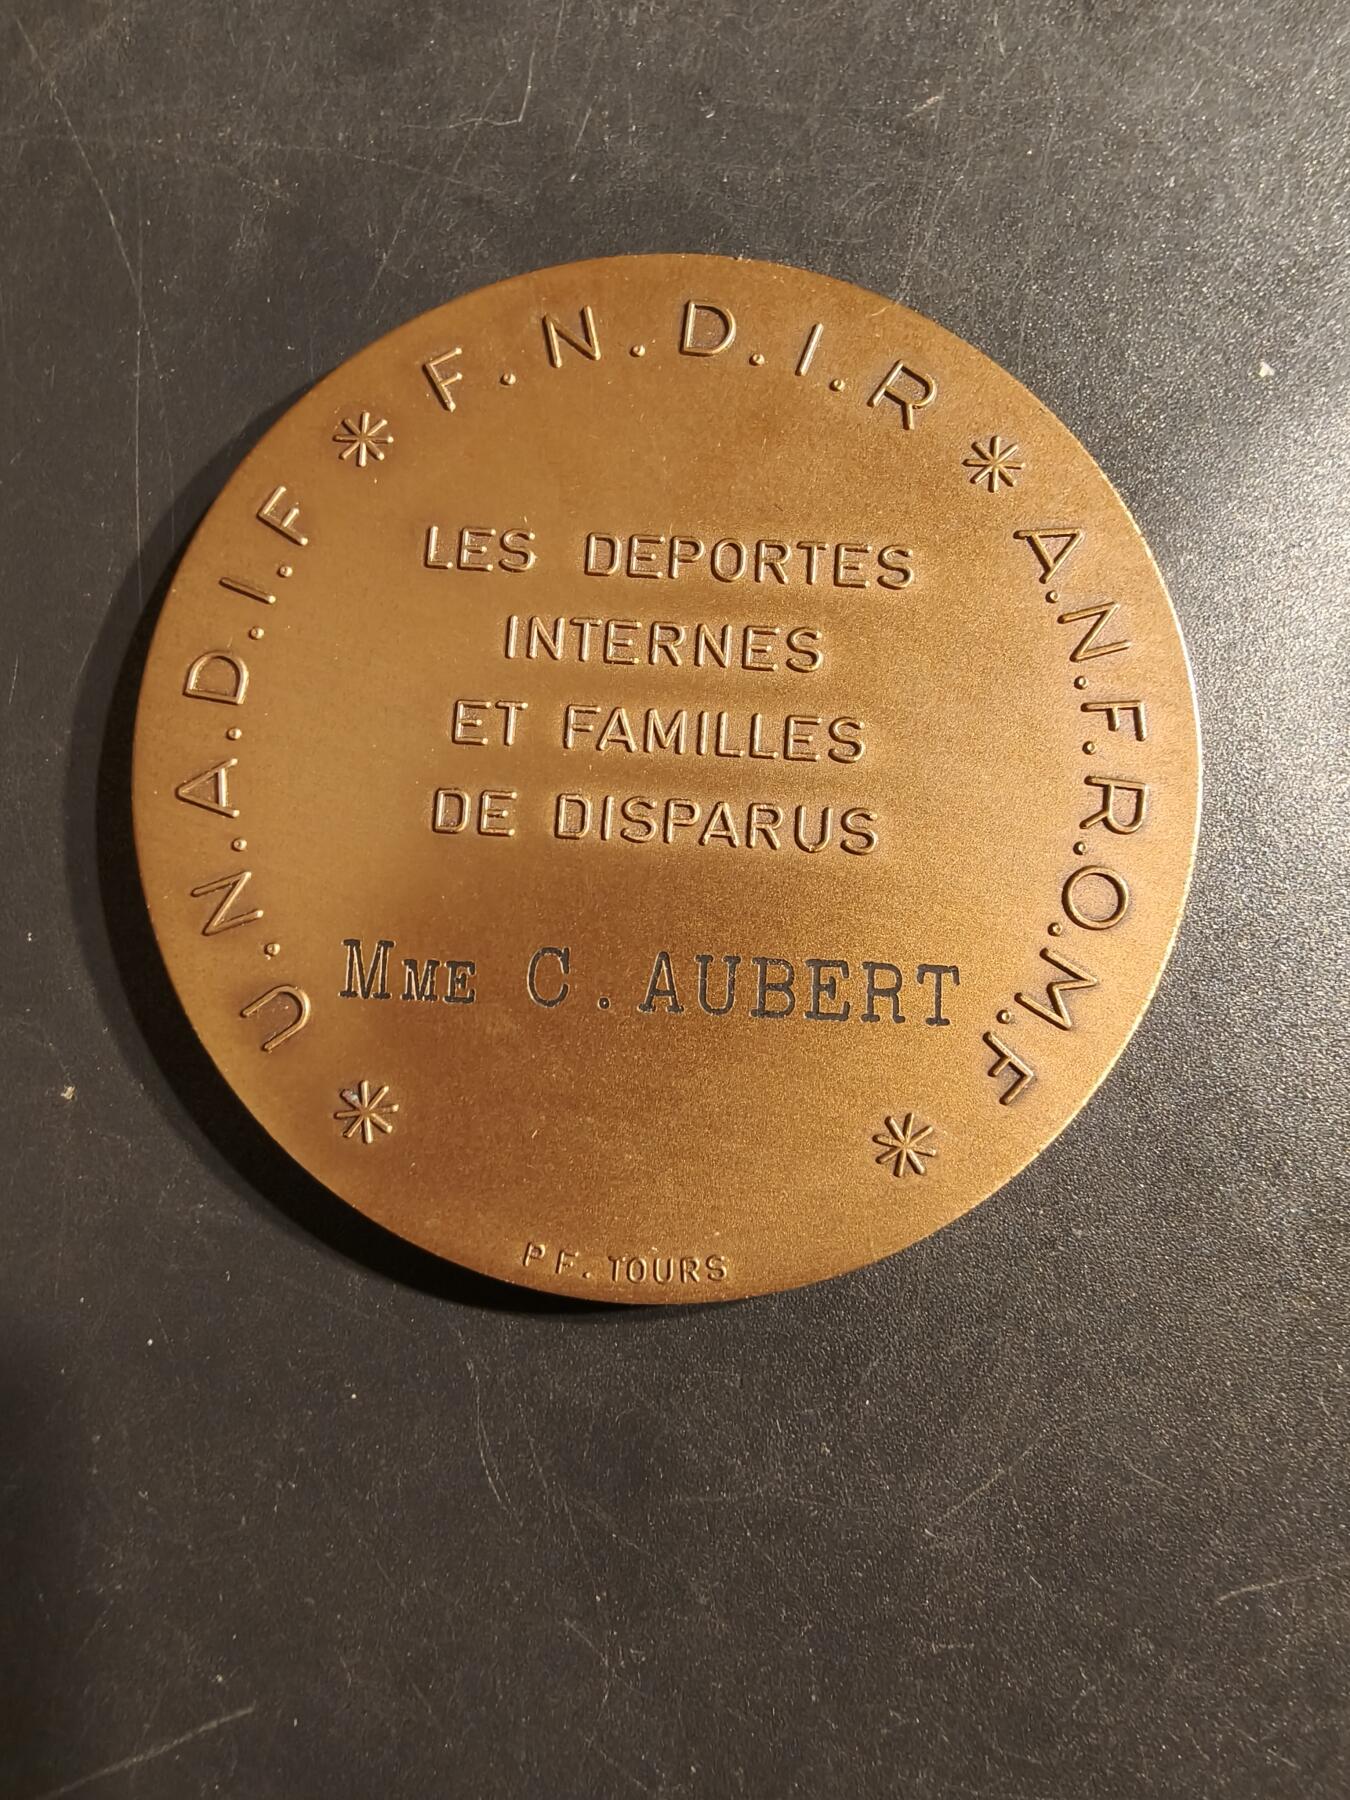 F.N.D.I.R
U.N.A.D.I.F
A.N.F.R.O.M.F
LES DEPORTES
INTERNES
ET FAMILLES
DE DISPARUS
MME C. AUBERT
P F. TOURS